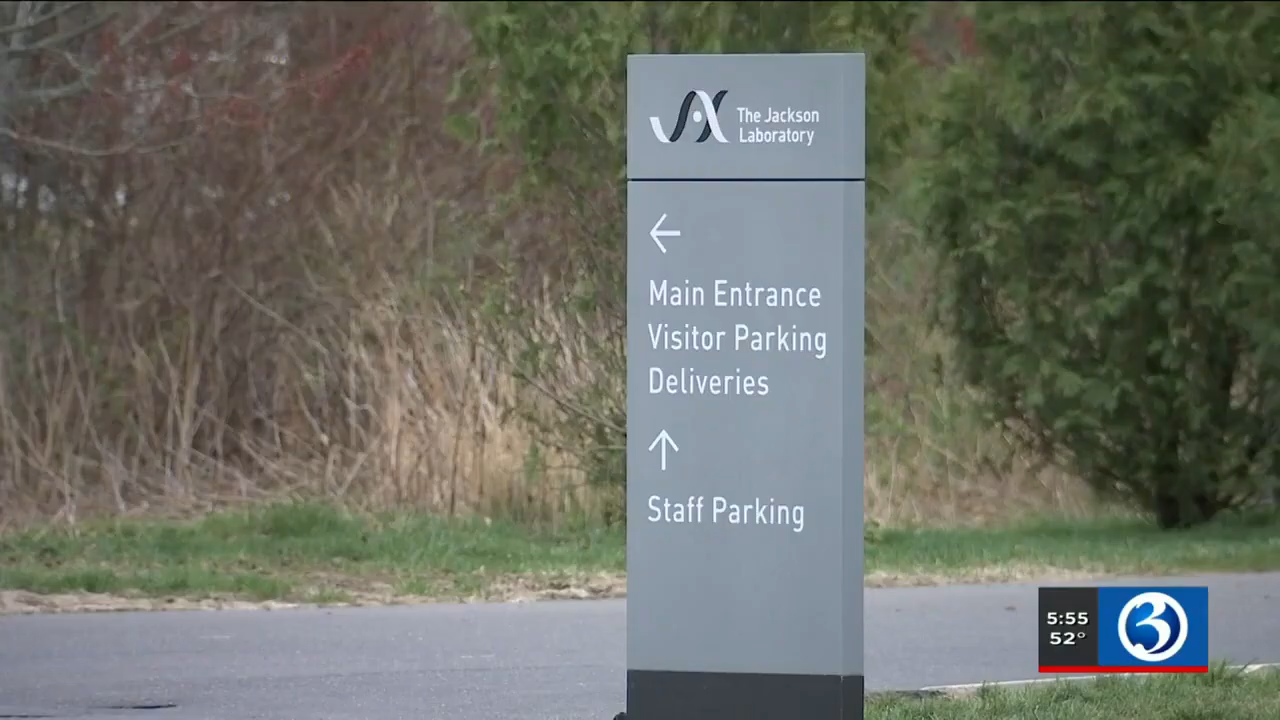 The Jackson
Laboratory
←
Main Entrance
Visitor Parking
Deliveries
↑
Staff Parking
5:55
52°
3